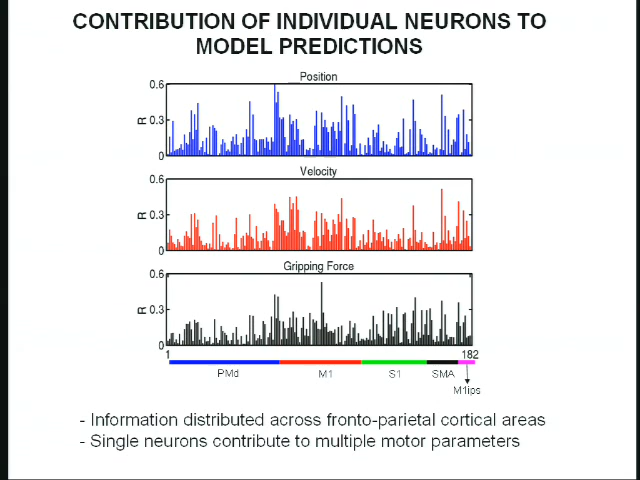 CONTRIBUTION OF INDIVIDUAL NEURONS TO
MODEL PREDICTIONS
Position
0.6
0.3
0
R
Velocity
0.6
0.3
0
R
Gripping Force
0.6
0.3
0
R
1
182
PMd
M1
S1
SMA
M1ips
- Information distributed across fronto-parietal cortical areas
- Single neurons contribute to multiple motor parameters